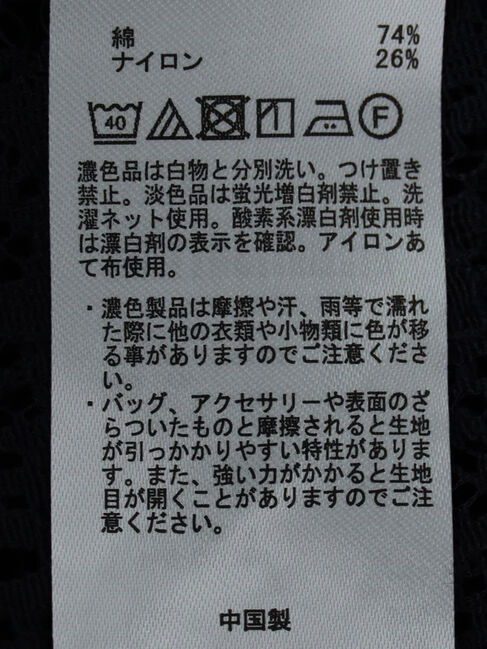 綿 74%
ナイロン 26%
40 F
濃色品は白物と分別洗い。つけ置き
禁止。淡色品は蛍光増白剤禁止。洗
濯ネット使用。酸素系漂白剤使用時
は漂白剤の表示を確認。アイロンあ
て布使用。
・濃色製品は摩擦や汗、雨等で濡れ
た際に他の衣類や小物類に色が移
る事がありますのでご注意くださ
い。
・バッグ、アクセサリーや表面のざ
らついたものと摩擦されると生地
が引っかかりやすい特性がありま
す。また、強い力がかかると生地
目が開くことがありますのでご注
意ください。
中国製